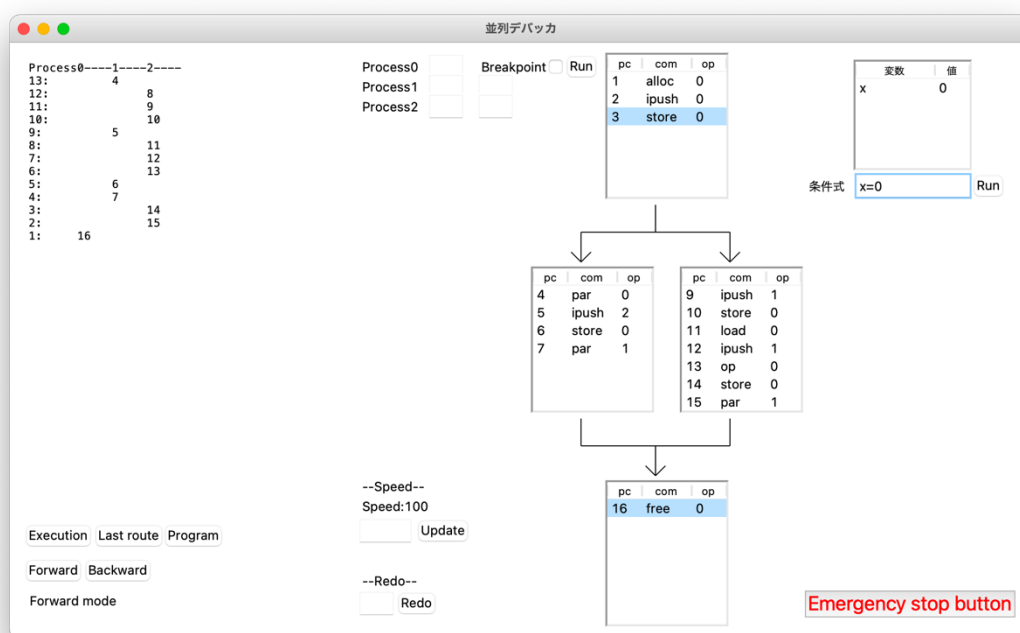 並列デバッカ
Process0----1----2----
13: 4
12: 8
11: 9
10: 10
9: 5
8: 11
7: 12
6: 13
5: 6
4: 7
3: 14
2: 15
1: 16
Process0
Process1
Process2
Breakpoint Run
pc com op
1 alloc 0
2 ipush 0
3 store 0
変数 値
x 0
条件式 x=0 Run
pc com op
4 par 0
5 ipush 2
6 store 0
7 par 1
pc com op
9 ipush 1
10 store 0
11 load 0
12 ipush 1
13 op 0
14 store 0
15 par 1
--Speed--
Speed:100
Update
pc com op
16 free 0
Execution Last route Program
Forward Backward
Forward mode
--Redo--
Redo
Emergency stop button